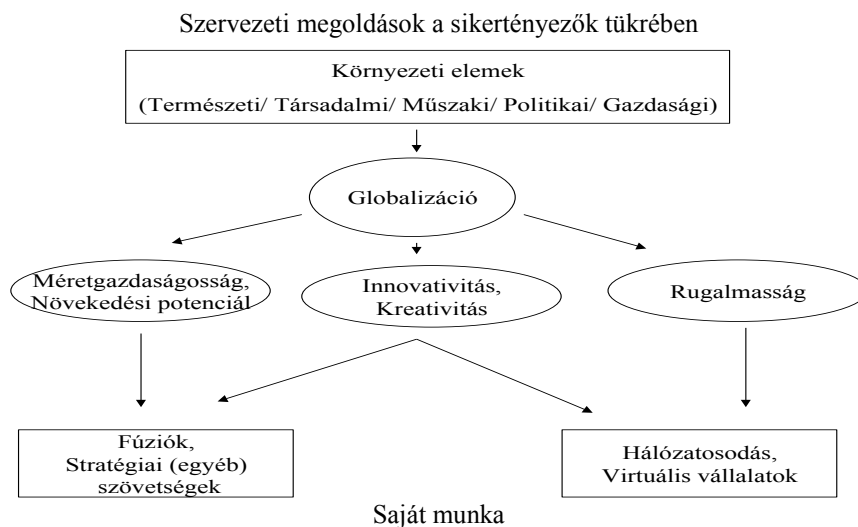 Szervezeti megoldások a sikertényezők tükrében
Környezeti elemek
(Természeti/ Társadalmi/ Műszaki/ Politikai/ Gazdasági)
Globalizáció
Méretgazdaságosság,
Növekedési potenciál
Innovativitás,
Kreativitás
Rugalmasság
Fúziók,
Stratégiai (egyéb)
szövetségek
Hálózatosodás,
Virtuális vállalatok
Saját munka